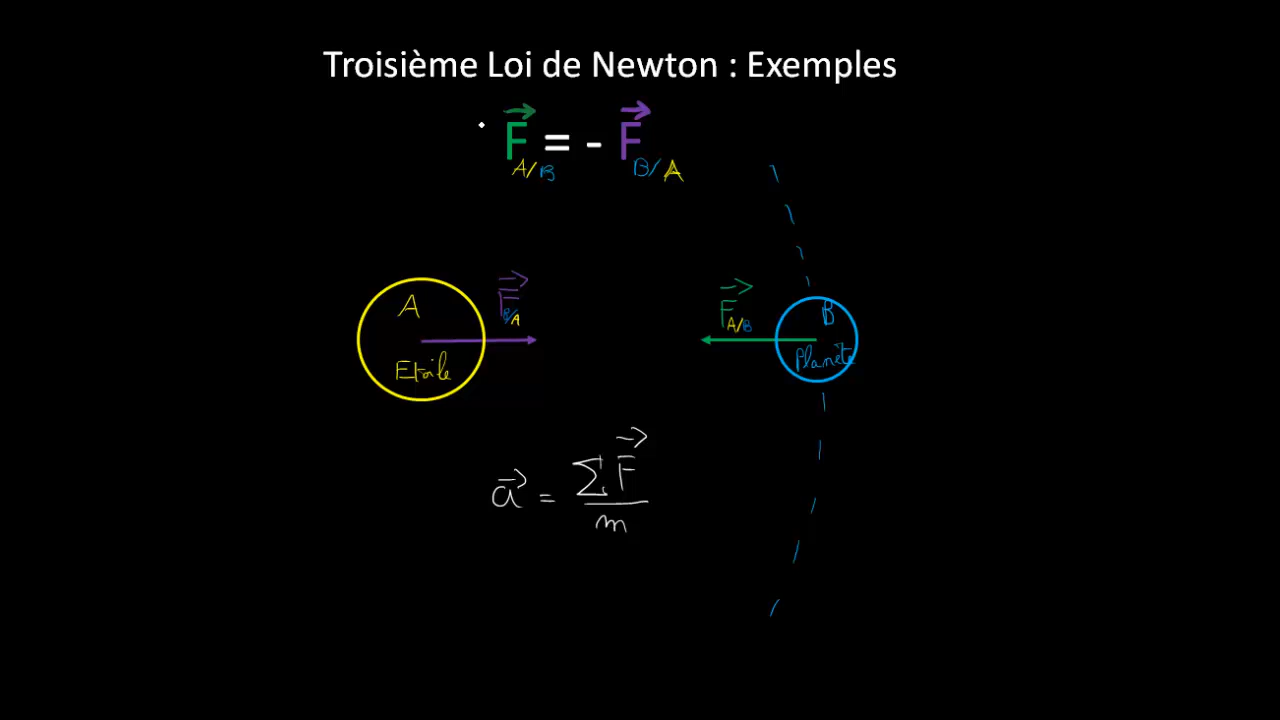 Troisième Loi de Newton : Exemples
F⃗ A/B = - F⃗ B/A
A
F⃗ B/A
F⃗ A/B
B
Etoile
Planète
a⃗ = ΣF⃗
m